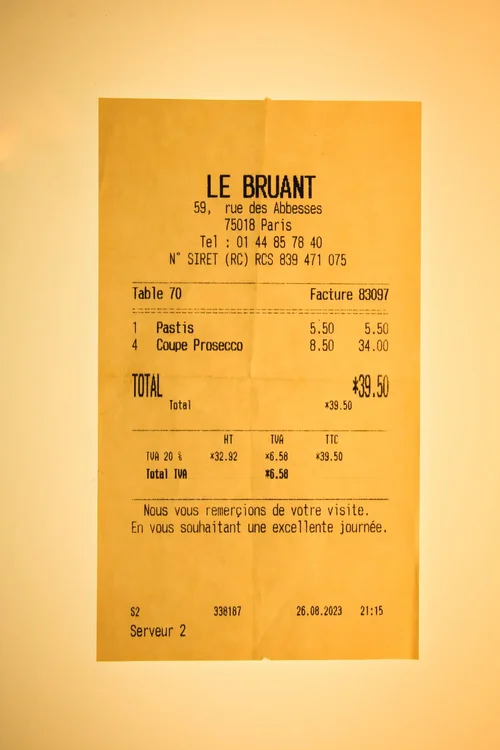 LE BRUANT
59, rue des Abbesses
75018 Paris
Tel : 01 44 85 78 40
N° SIRET (RC) RCS 839 471 075
Table 70 Facture 83097
1 Pastis 5.50 5.50
4 Coupe Prosecco 8.50 34.00
TOTAL *39.50
Total *39.50
HT TVA TTC
TVA 20 % *32.92 *6.58 *39.50
Total TVA *6.58
Nous vous remerçions de votre visite.
En vous souhaitant une excellente journée.
S2 338187 26.08.2023 21:15
Serveur 2